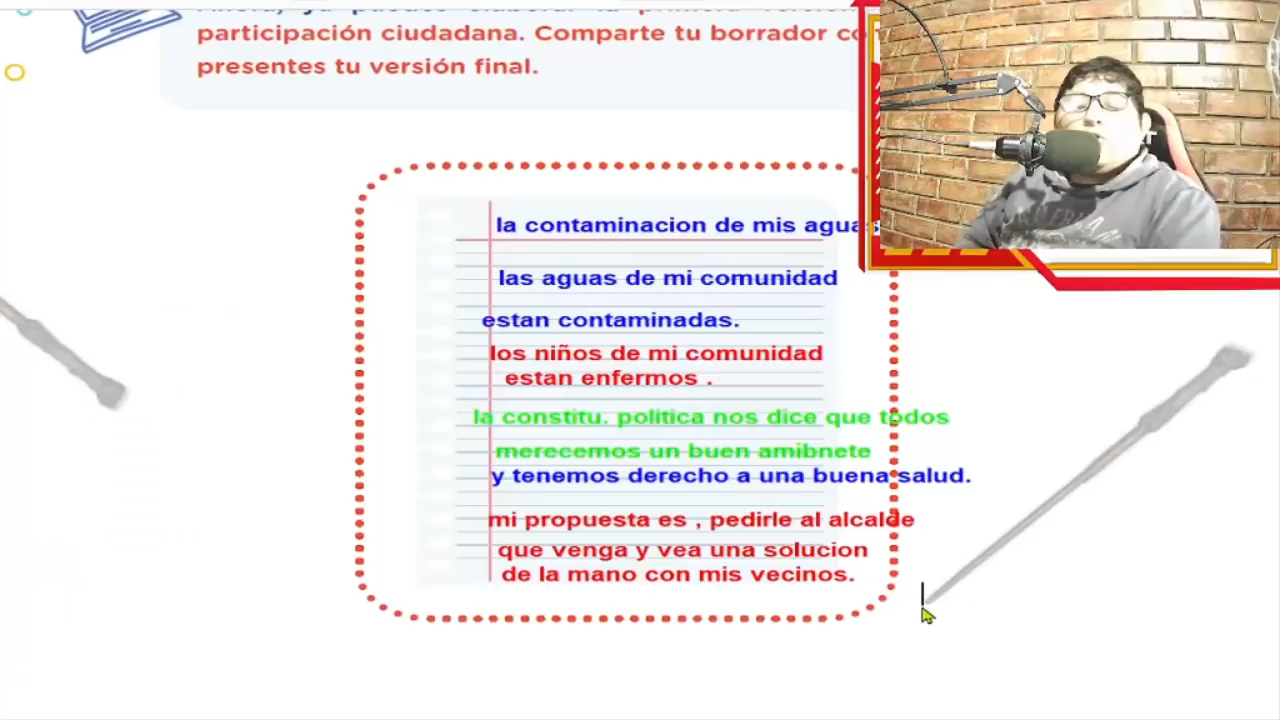 participación ciudadana. Comparte tu borrador
presentes tu versión final.
la contaminacion de mis aguas
las aguas de mi comunidad
estan contaminadas.
los niños de mi comunidad
estan enfermos .
la constitu. politica nos dice que todos
merecemos un buen amibnete
y tenemos derecho a una buena salud.
mi propuesta es , pedirle al alcalde
que venga y vea una solucion
de la mano con mis vecinos.